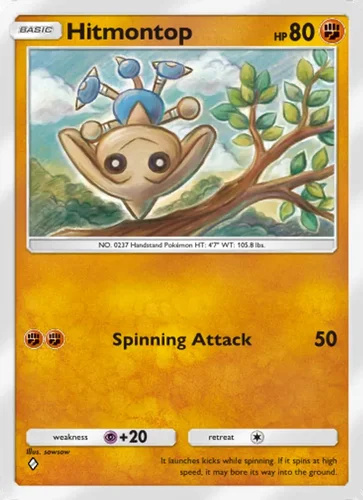 BASIC Hitmontop HP 80
NO. 0237 Handstand Pokémon HT: 4'7" WT: 105.8 lbs.
Spinning Attack 50
weakness +20 retreat
Illus. sowsow
It launches kicks while spinning. If it spins at
high speed, it may bore its way into the ground.